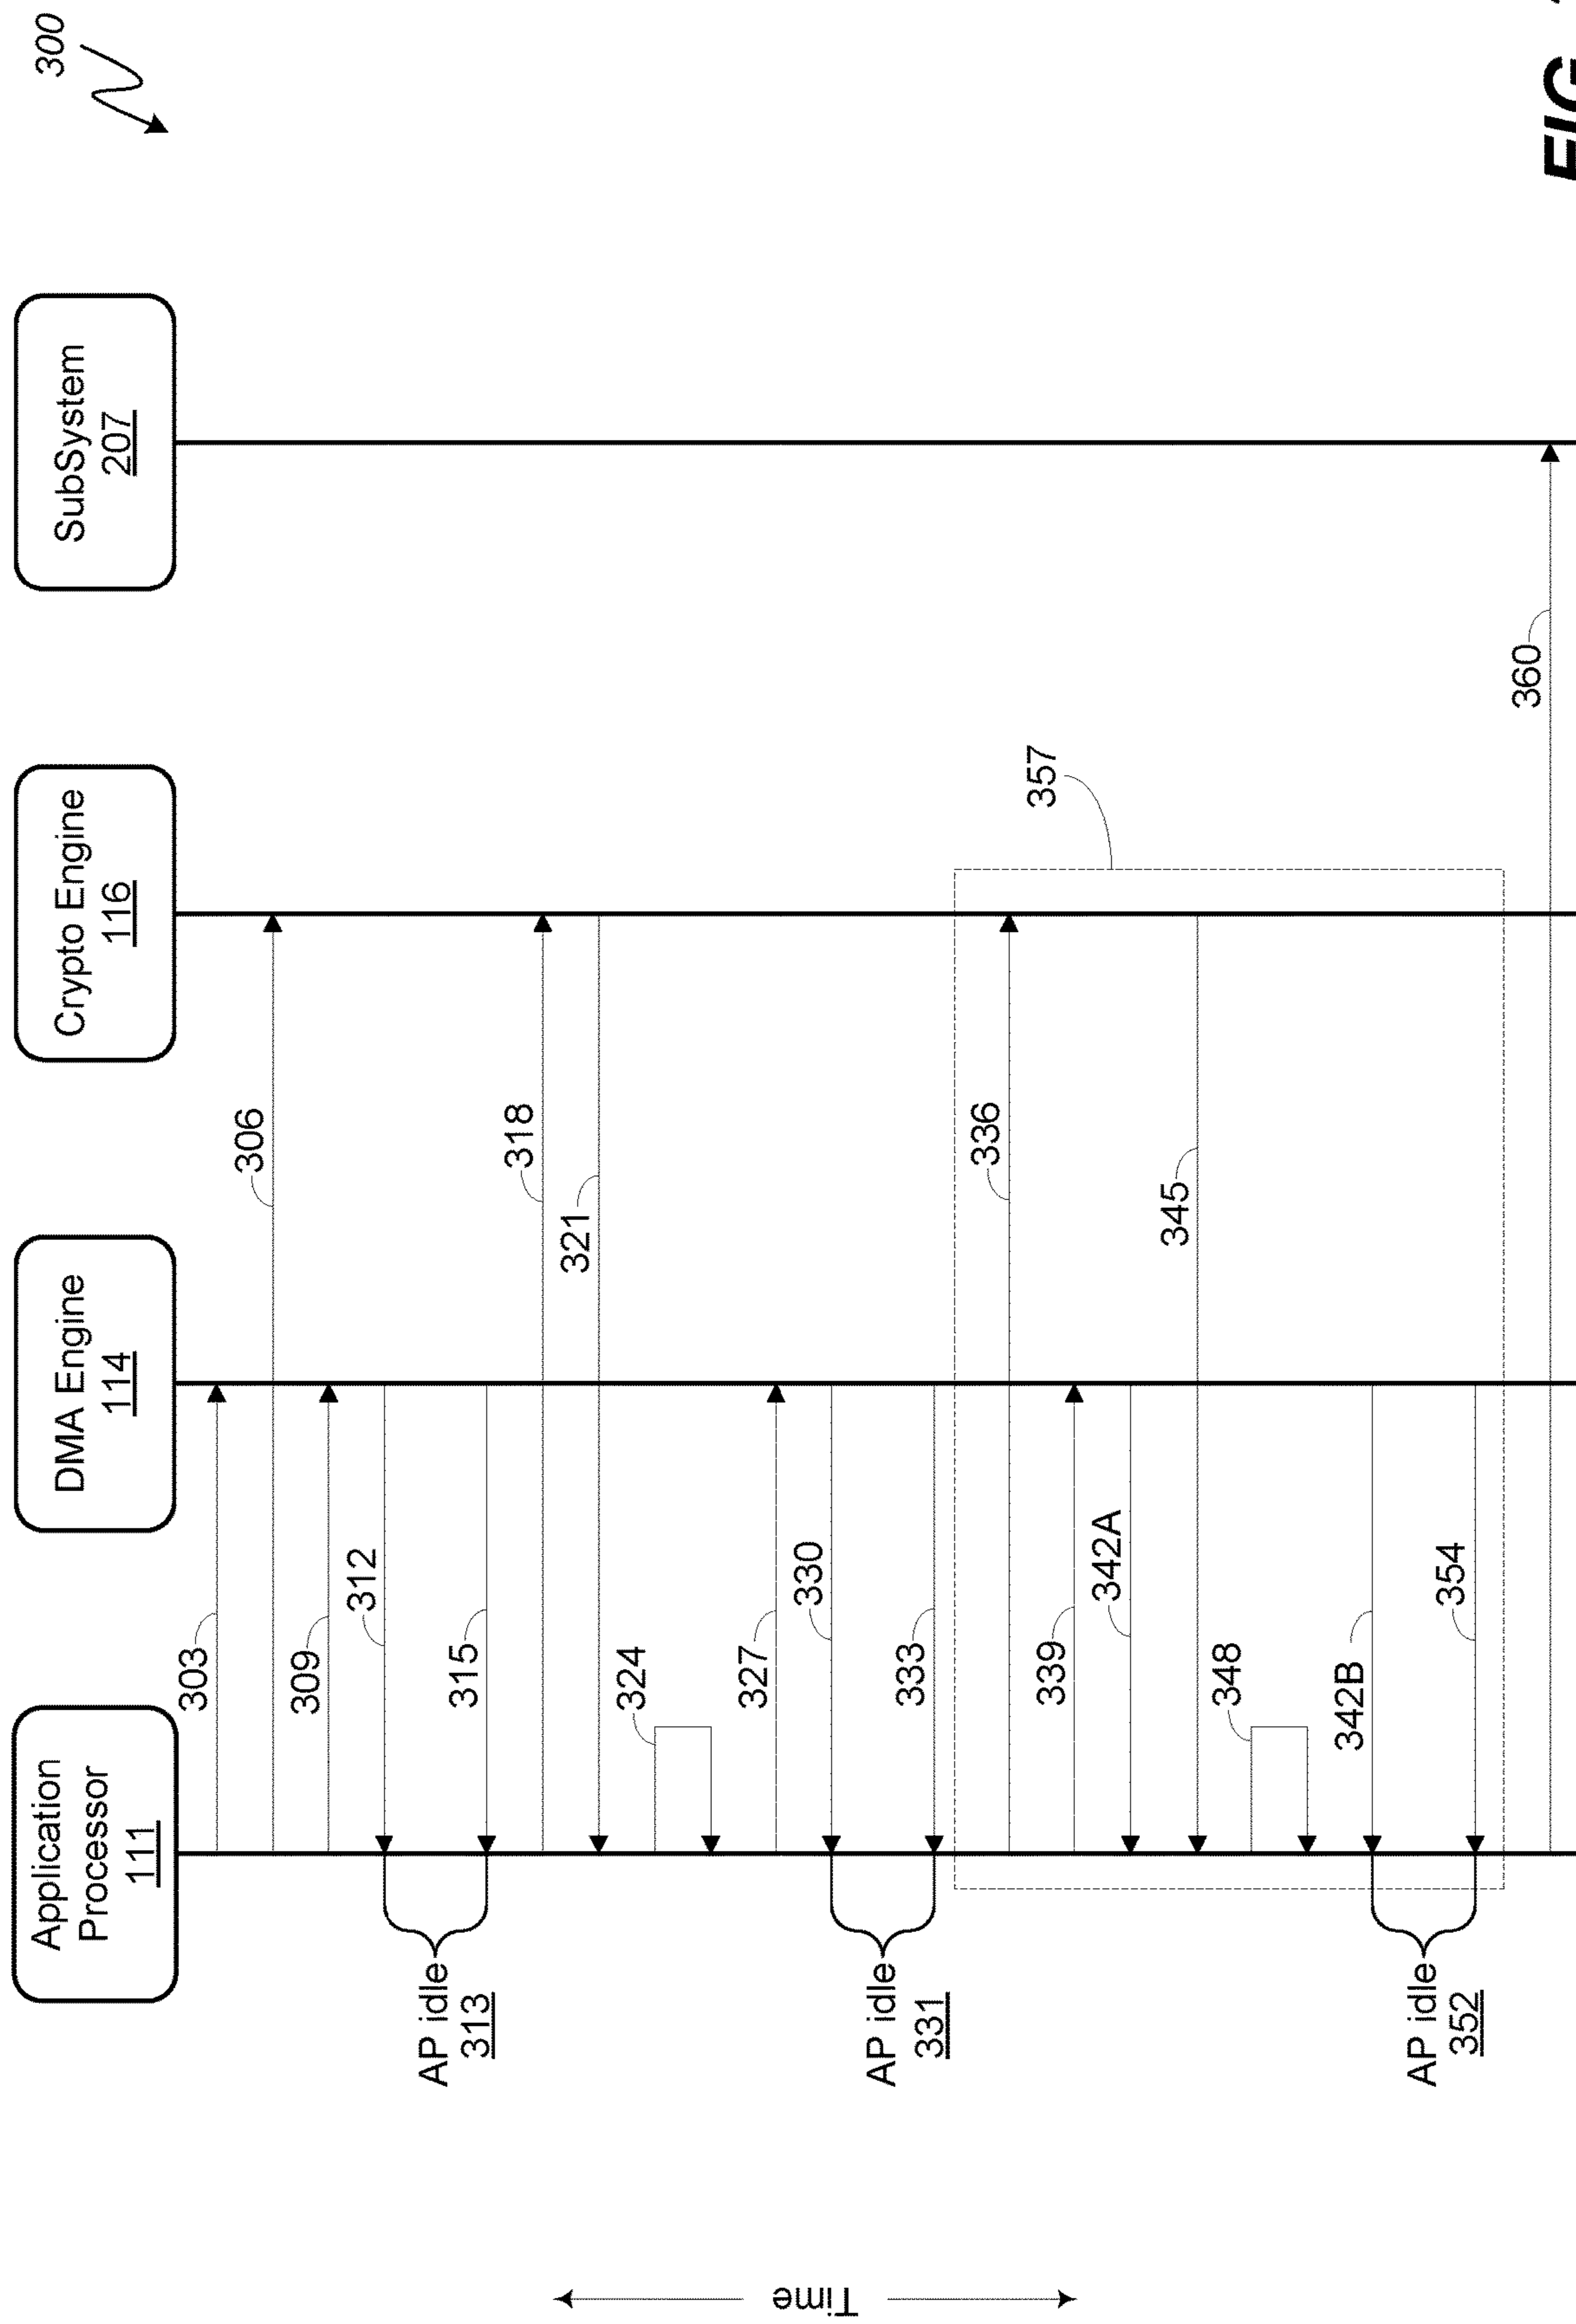 300
Application
Processor
111
DMA Engine
114
Crypto Engine
116
SubSystem
207
303
306
309
312
AP idle
313
315
318
321
324
327
330
AP idle
331
333
357
336
339
342A
345
348
342B
AP idle
352
354
360
Time
FIG